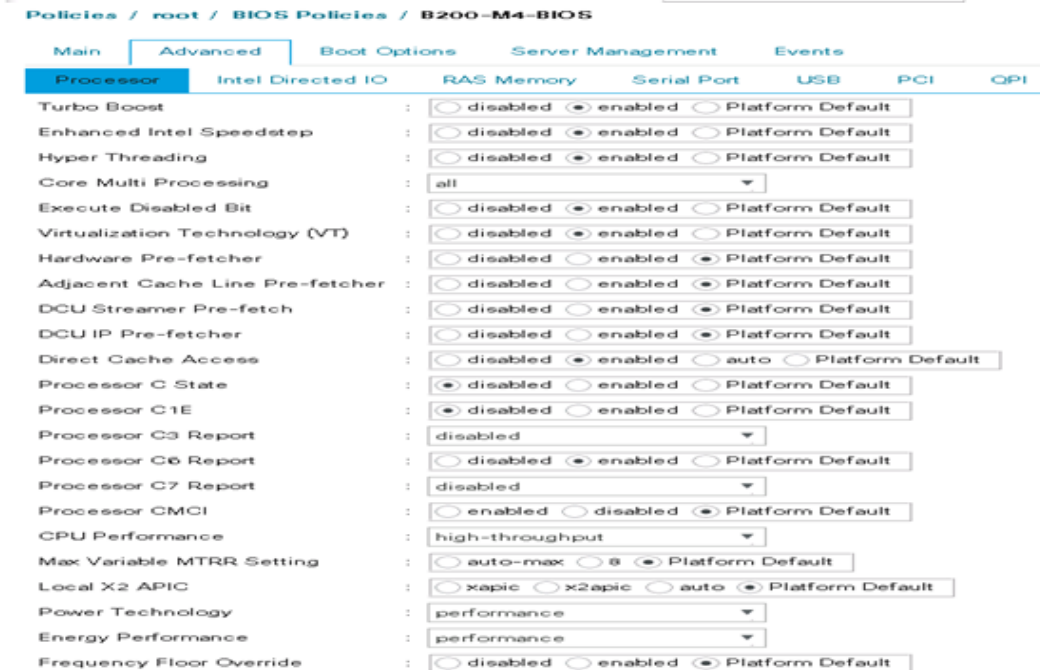 Policies / root / BIOS Policies / B200-M4-BIOS
Main Advanced Boot Options Server Management Events
Processor Intel Directed IO RAS Memory Serial Port USB PCI QPI
Turbo Boost : disabled enabled Platform Default
Enhanced Intel Speedstep : disabled enabled Platform Default
Hyper Threading : disabled enabled Platform Default
Core Multi Processing : all
Execute Disabled Bit : disabled enabled Platform Default
Virtualization Technology (VT) : disabled enabled Platform Default
Hardware Pre-fetcher : disabled enabled Platform Default
Adjacent Cache Line Pre-fetcher : disabled enabled Platform Default
DCU Streamer Pre-fetch : disabled enabled Platform Default
DCU IP Pre-fetcher : disabled enabled Platform Default
Direct Cache Access : disabled enabled auto Platform Default
Processor C State : disabled enabled Platform Default
Processor C1E : disabled enabled Platform Default
Processor C3 Report : disabled
Processor C6 Report : disabled enabled Platform Default
Processor C7 Report : disabled
Processor CMCI : enabled disabled Platform Default
CPU Performance : high-throughput
Max Variable MTRR Setting : auto-max 8 Platform Default
Local X2 APIC : xapic x2apic auto Platform Default
Power Technology : performance
Energy Performance : performance
Frequency Floor Override : disabled enabled Platform Default